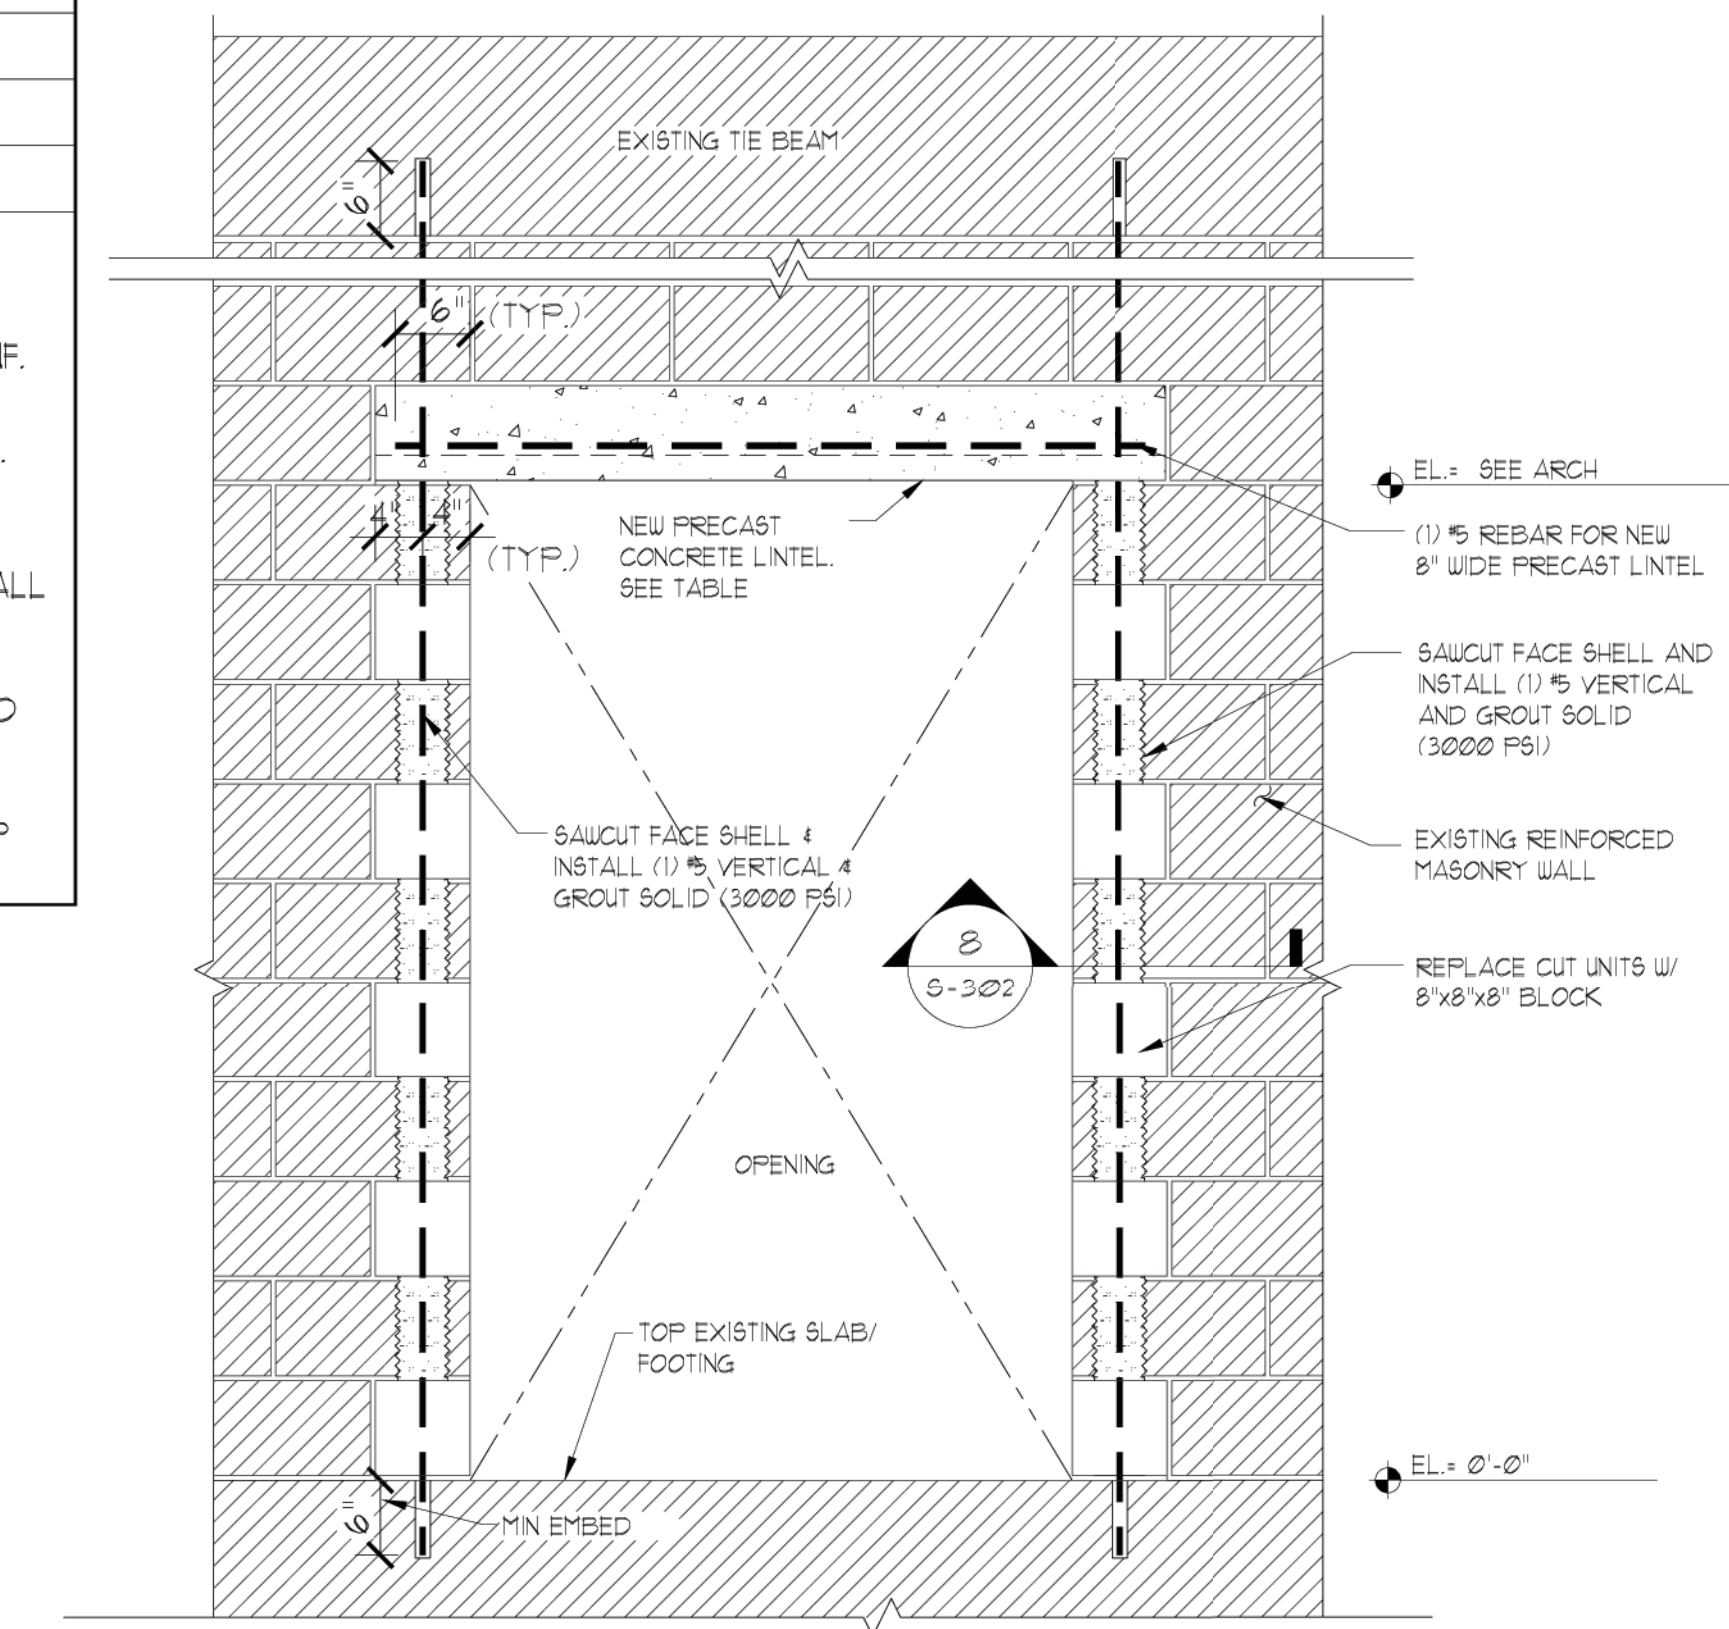 EXISTING TIE BEAM
6"
6" (TYP.)
F.
EL.= SEE ARCH
4" 4"
(TYP.)
NEW PRECAST
CONCRETE LINTEL.
SEE TABLE
(1) #5 REBAR FOR NEW
8" WIDE PRECAST LINTEL
ALL
SAWCUT FACE SHELL AND
INSTALL (1) #5 VERTICAL
AND GROUT SOLID
(3000 PSI)
SAWCUT FACE SHELL &
INSTALL (1) #5 VERTICAL &
GROUT SOLID (3000 PSI)
EXISTING REINFORCED
MASONRY WALL
8
S-302
REPLACE CUT UNITS W/
8"x8"x8" BLOCK
OPENING
TOP EXISTING SLAB/
FOOTING
EL.= 0'-0"
6"
MIN EMBED